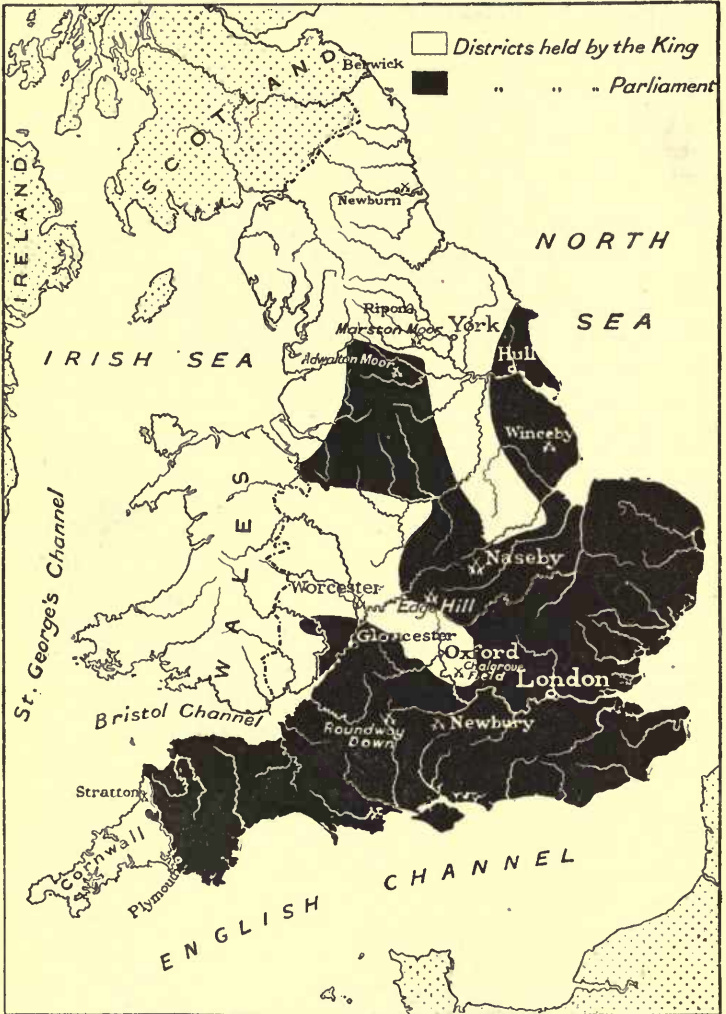 Districts held by the King
" " " Parliament
SCOTLAND
Berwick
IRELAND
Newburn
NORTH
SEA
Ripon
Marston Moor
York
IRISH SEA
Adwalton Moor
Hull
Winceby
WALES
St. George's Channel
Naseby
Worcester
Edge Hill
Gloucester
Oxford
Chalgrove
Field
London
Bristol Channel
Roundway
Down
Newbury
Stratton
Cornwall
Plymouth
ENGLISH CHANNEL